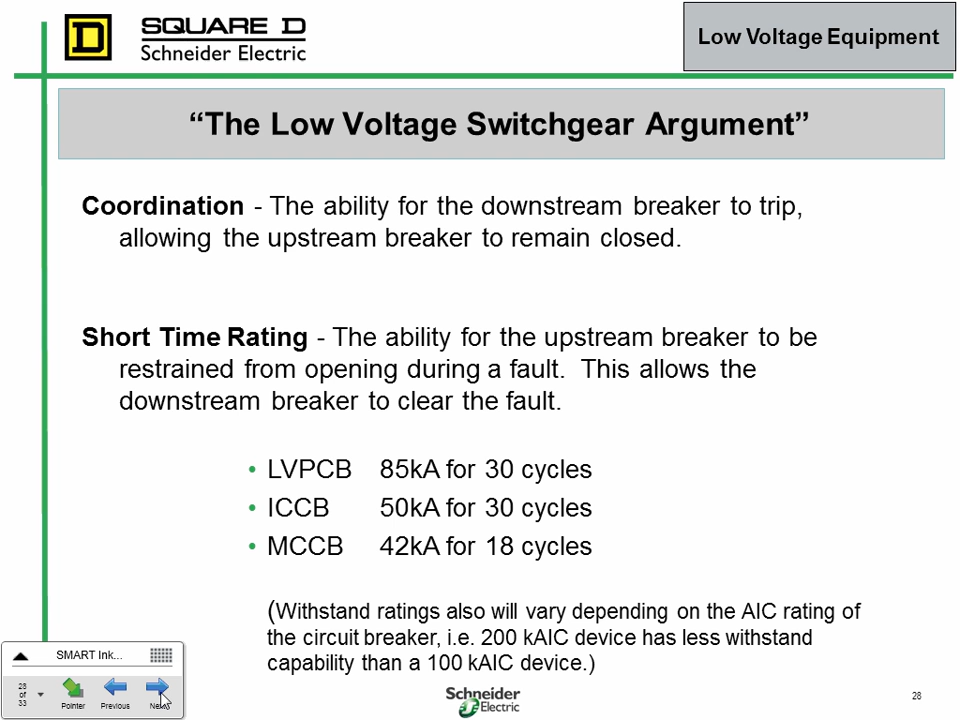 SQUARE D
Schneider Electric
Low Voltage Equipment
“The Low Voltage Switchgear Argument”
Coordination - The ability for the downstream breaker to trip,
allowing the upstream breaker to remain closed.
Short Time Rating - The ability for the upstream breaker to be
restrained from opening during a fault.  This allows the
downstream breaker to clear the fault.
• LVPCB 85kA for 30 cycles
• ICCB 50kA for 30 cycles
• MCCB 42kA for 18 cycles
(Withstand ratings also will vary depending on the AIC rating of
the circuit breaker, i.e. 200 kAIC device has less withstand
capability than a 100 kAIC device.)
SMART Ink...
28
of
33
Pointer Previous
Schneider
Electric
28